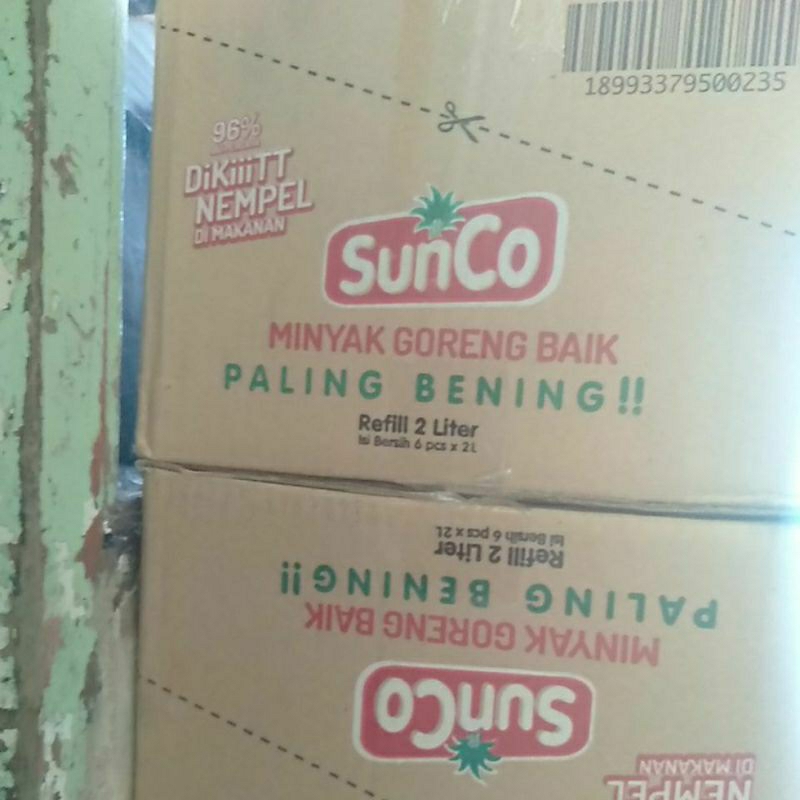 18993379500235
96%
DiKiiiTT
NEMPEL
DI MAKANAN
SunCo
MINYAK GORENG BAIK
PALING BENING!!
Refill 2 Liter
Isi Bersih 6 pcs x 2L
Isi Bersih 6 pcs x 2L
Refill 2 Liter
PALING BENING!!
MINYAK GORENG BAIK
SunCo
DI MAKANAN
NEMPEL